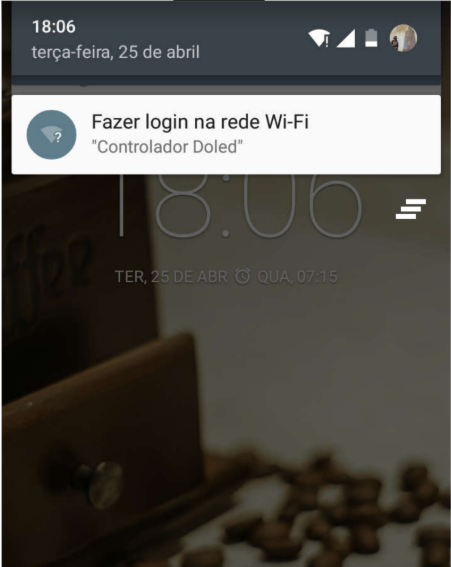 18:06
terça-feira, 25 de abril
Fazer login na rede Wi-Fi
"Controlador Doled"
18:06
TER, 25 DE ABR QUA, 07:15